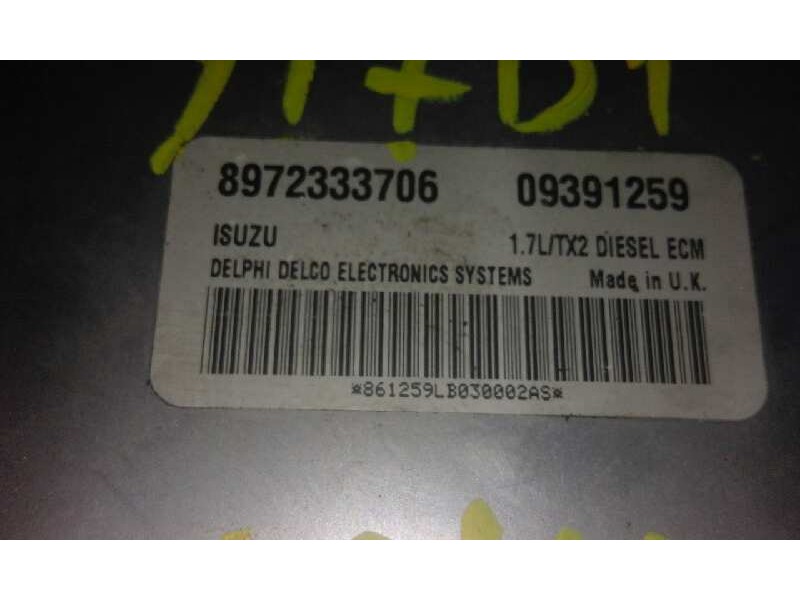 8972333706 09391259
ISUZU 1.7L/TX2 DIESEL ECM
DELPHI DELCO ELECTRONICS SYSTEMS Made in U.K.
*861259LB030002AS*